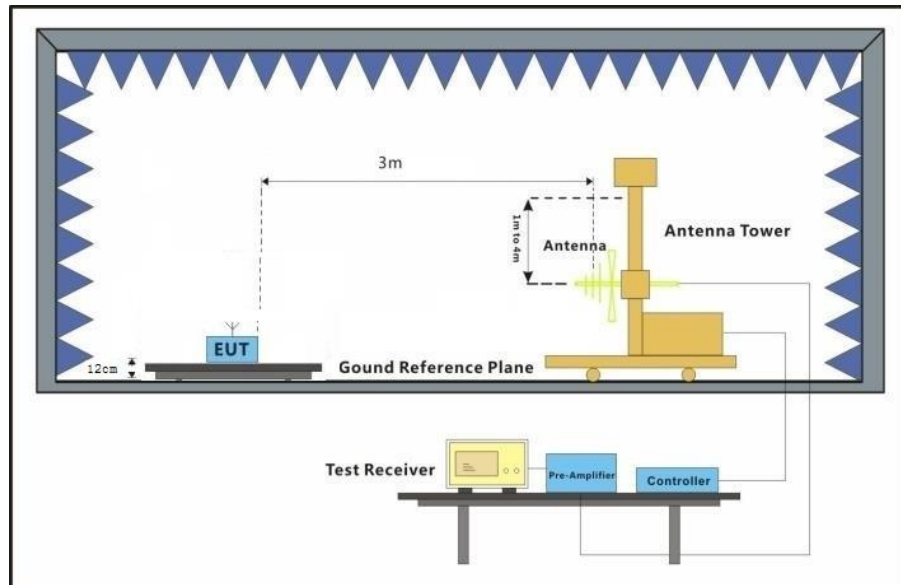 3m
1m to 4m
Antenna
Antenna Tower
EUT
12cm
Gound Reference Plane
Test Receiver
Pre-Amplifier
Controller